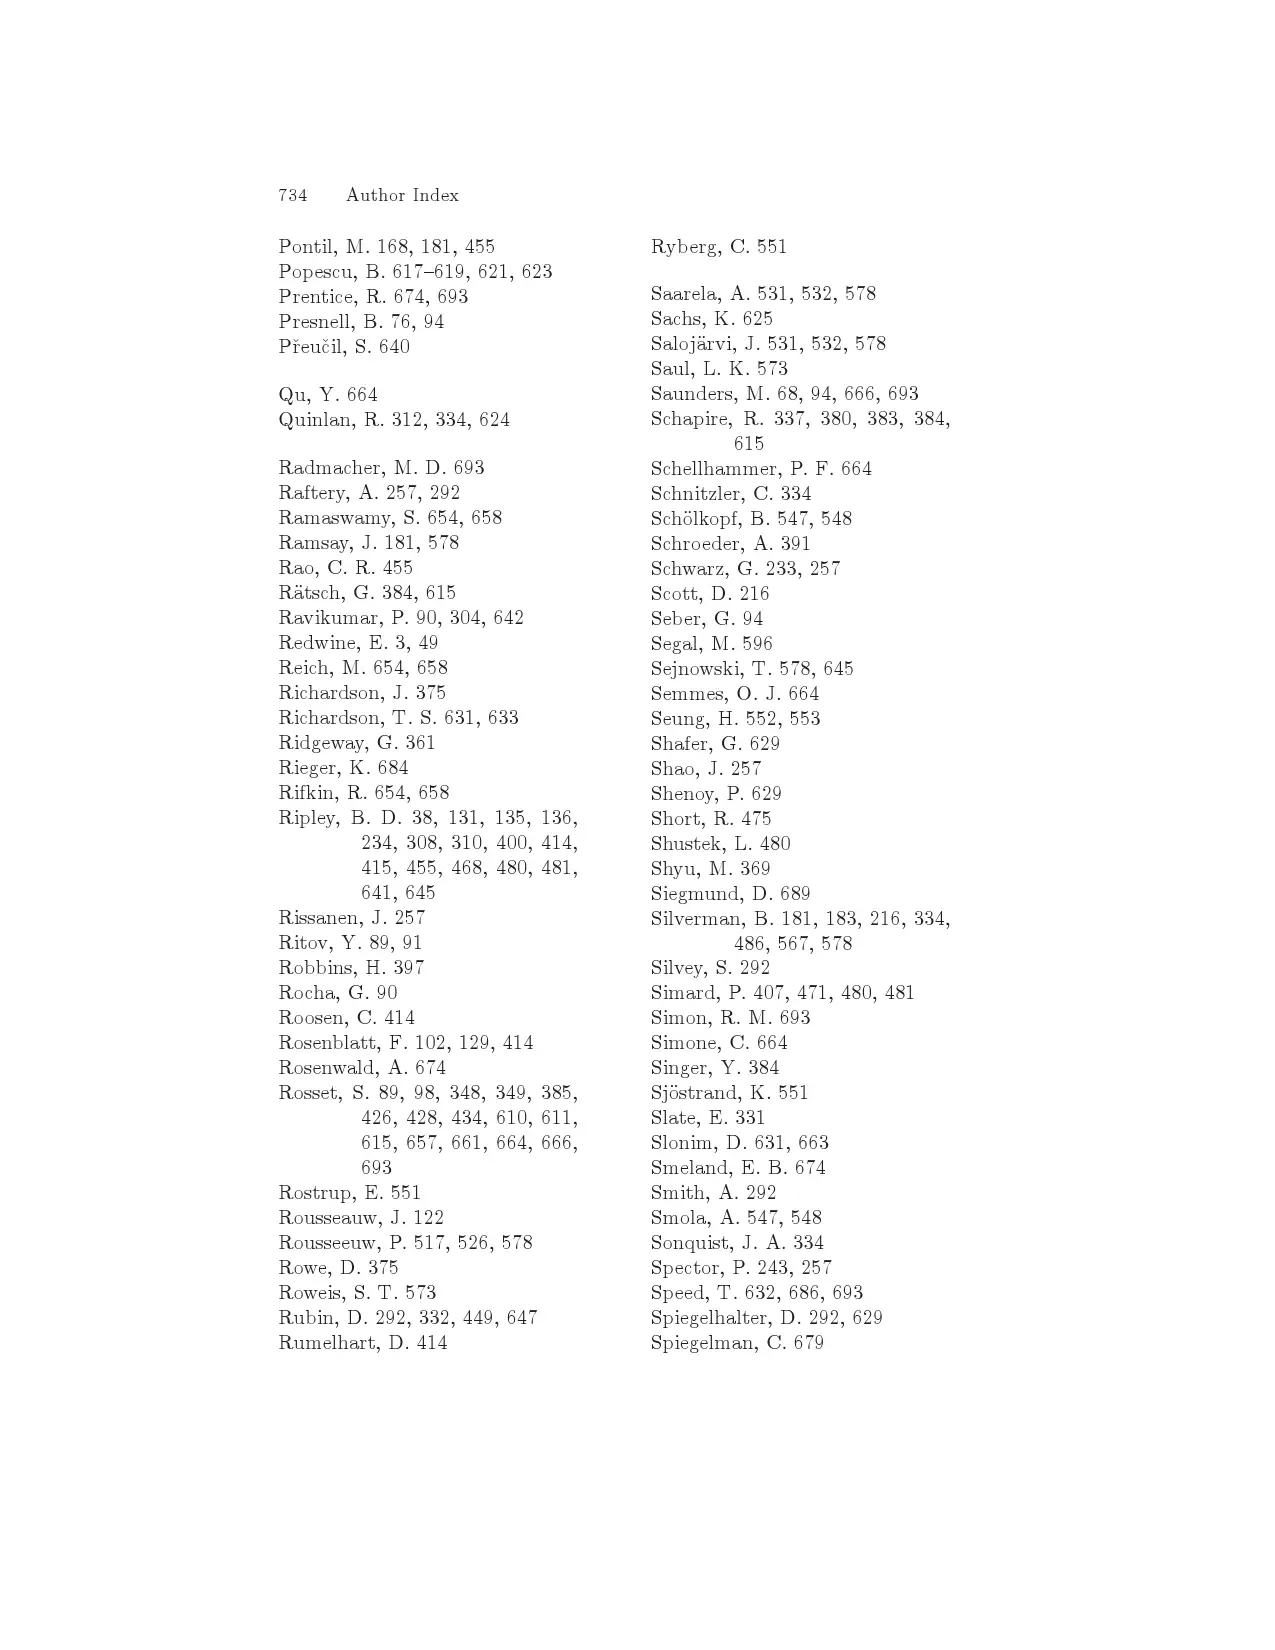 734 Author Index
Pontil, M. 168, 181, 455
Popescu, B. 617–619, 621, 623
Prentice, R. 674, 693
Presnell, B. 76, 94
Přeučil, S. 640
Qu, Y. 664
Quinlan, R. 312, 334, 624
Radmacher, M. D. 693
Raftery, A. 257, 292
Ramaswamy, S. 654, 658
Ramsay, J. 181, 578
Rao, C. R. 455
Rätsch, G. 384, 615
Ravikumar, P. 90, 304, 642
Redwine, E. 3, 49
Reich, M. 654, 658
Richardson, J. 375
Richardson, T. S. 631, 633
Ridgeway, G. 361
Rieger, K. 684
Rifkin, R. 654, 658
Ripley, B. D. 38, 131, 135, 136,
234, 308, 310, 400, 414,
415, 455, 468, 480, 481,
641, 645
Rissanen, J. 257
Ritov, Y. 89, 91
Robbins, H. 397
Rocha, G. 90
Roosen, C. 414
Rosenblatt, F. 102, 129, 414
Rosenwald, A. 674
Rosset, S. 89, 98, 348, 349, 385,
426, 428, 434, 610, 611,
615, 657, 661, 664, 666,
693
Rostrup, E. 551
Rousseauw, J. 122
Rousseeuw, P. 517, 526, 578
Rowe, D. 375
Roweis, S. T. 573
Rubin, D. 292, 332, 449, 647
Rumelhart, D. 414
Ryberg, C. 551
Saarela, A. 531, 532, 578
Sachs, K. 625
Salojärvi, J. 531, 532, 578
Saul, L. K. 573
Saunders, M. 68, 94, 666, 693
Schapire, R. 337, 380, 383, 384,
615
Schellhammer, P. F. 664
Schnitzler, C. 334
Schölkopf, B. 547, 548
Schroeder, A. 391
Schwarz, G. 233, 257
Scott, D. 216
Seber, G. 94
Segal, M. 596
Sejnowski, T. 578, 645
Semmes, O. J. 664
Seung, H. 552, 553
Shafer, G. 629
Shao, J. 257
Shenoy, P. 629
Short, R. 475
Shustek, L. 480
Shyu, M. 369
Siegmund, D. 689
Silverman, B. 181, 183, 216, 334,
486, 567, 578
Silvey, S. 292
Simard, P. 407, 471, 480, 481
Simon, R. M. 693
Simone, C. 664
Singer, Y. 384
Sjöstrand, K. 551
Slate, E. 331
Slonim, D. 631, 663
Smeland, E. B. 674
Smith, A. 292
Smola, A. 547, 548
Sonquist, J. A. 334
Spector, P. 243, 257
Speed, T. 632, 686, 693
Spiegelhalter, D. 292, 629
Spiegelman, C. 679